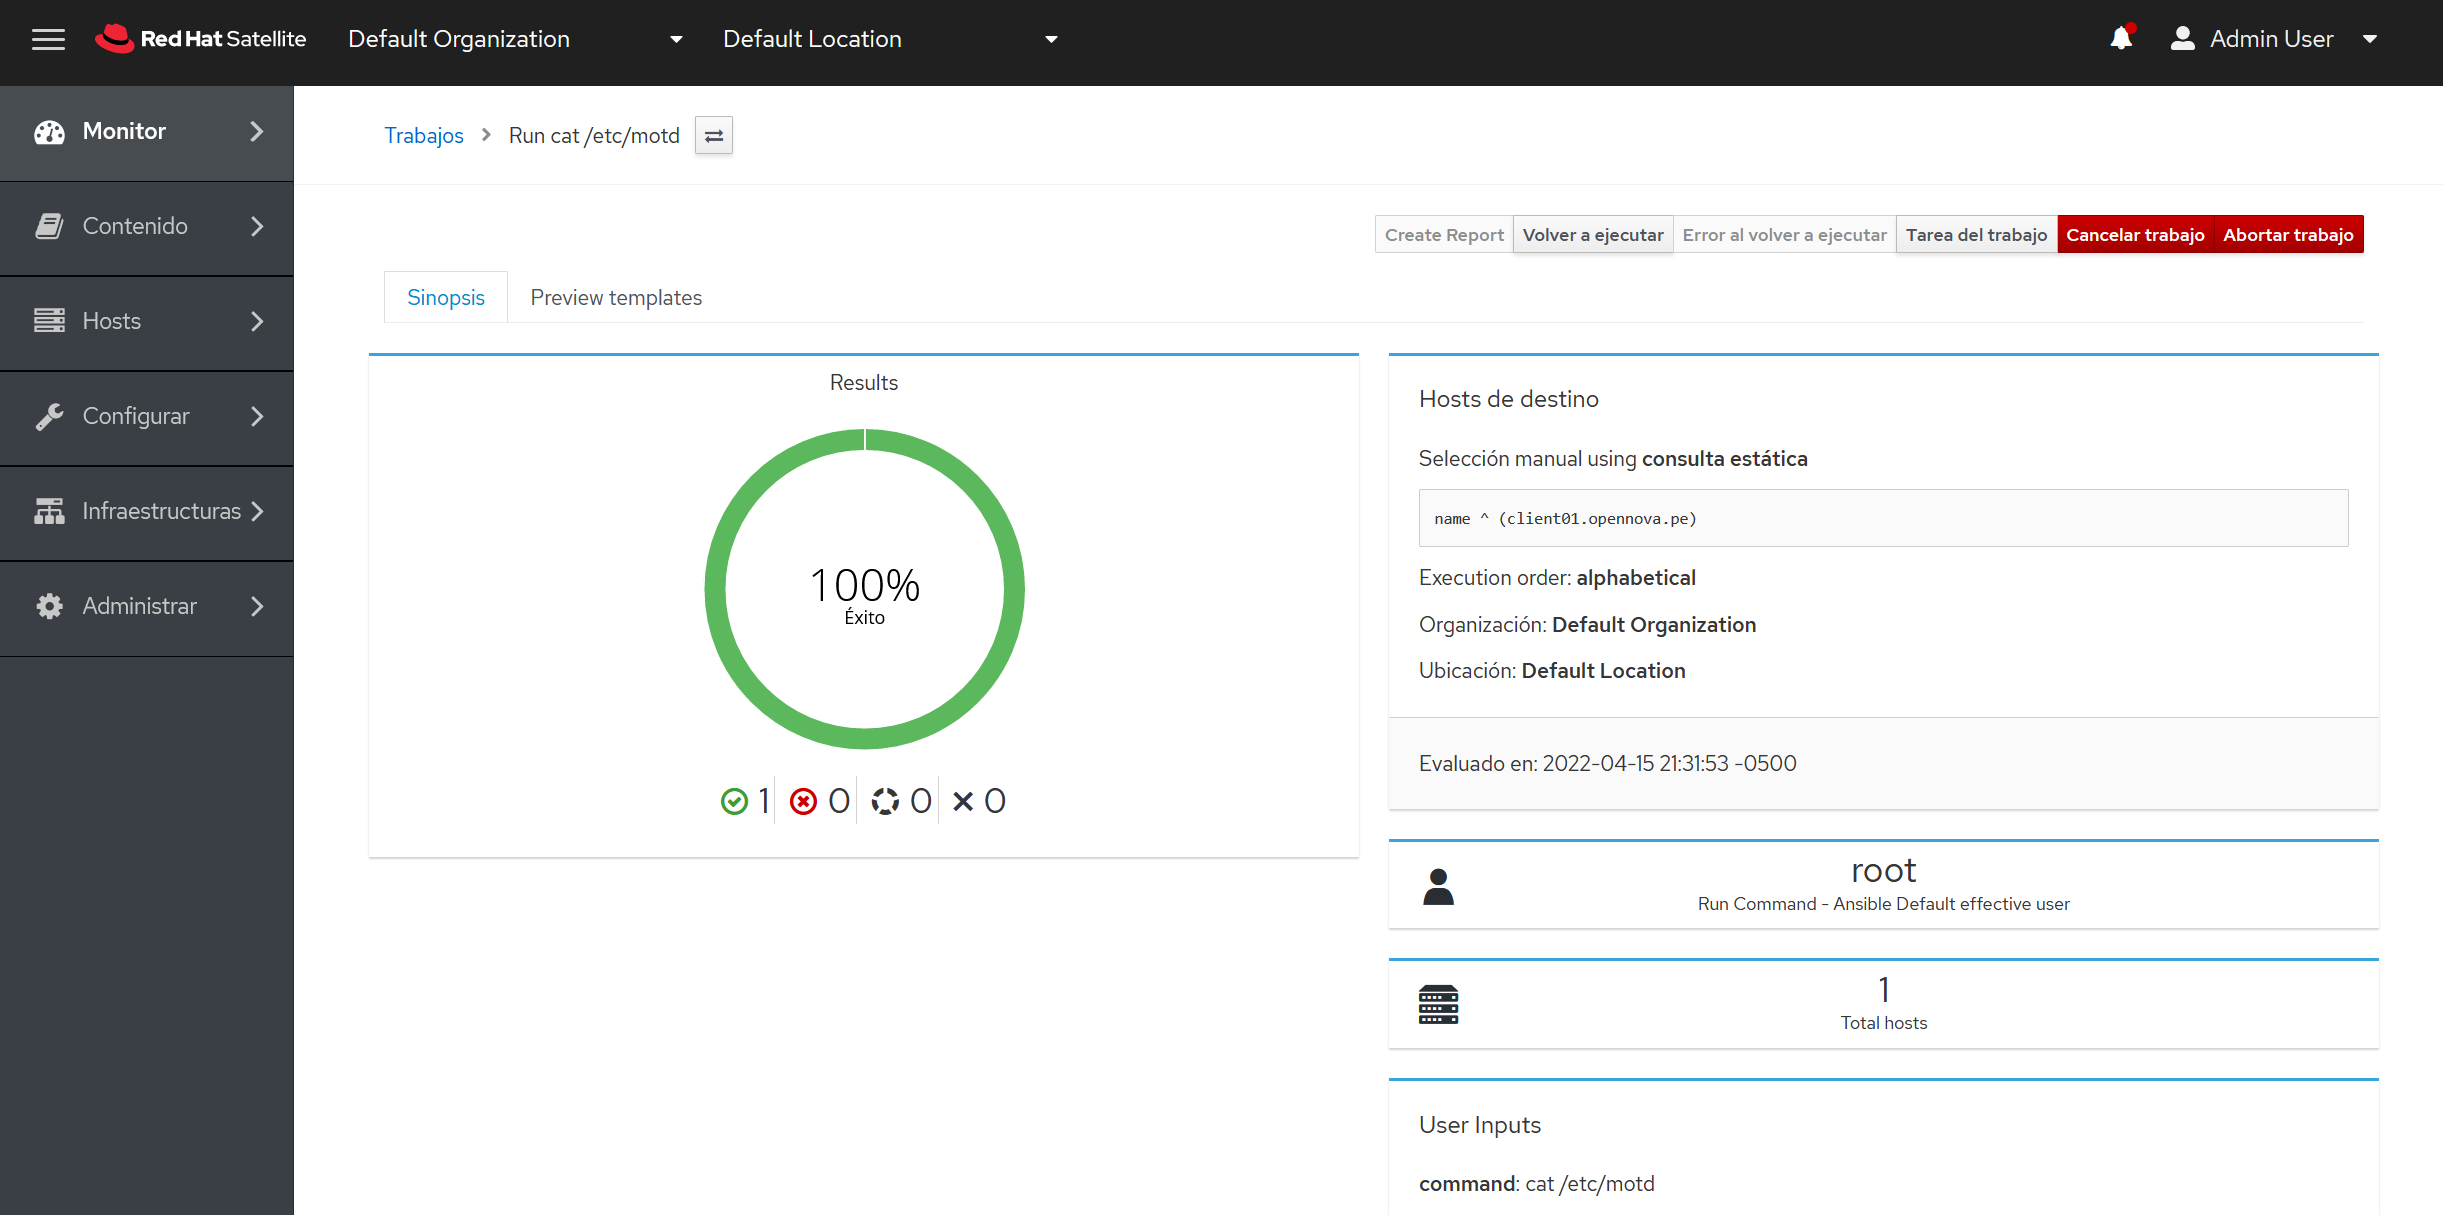 Red Hat Satellite
Default Organization
Default Location
Admin User
Monitor
Contenido
Hosts
Configurar
Infraestructuras
Administrar
Trabajos > Run cat /etc/motd
Create Report
Volver a ejecutar
Error al volver a ejecutar
Tarea del trabajo
Cancelar trabajo
Abortar trabajo
Sinopsis
Preview templates
Results
100%
Éxito
1 0 0 0
Hosts de destino
Selección manual using consulta estática
name ^ (client01.opennova.pe)
Execution order: alphabetical
Organización: Default Organization
Ubicación: Default Location
Evaluado en: 2022-04-15 21:31:53 -0500
root
Run Command - Ansible Default effective user
1
Total hosts
User Inputs
command: cat /etc/motd